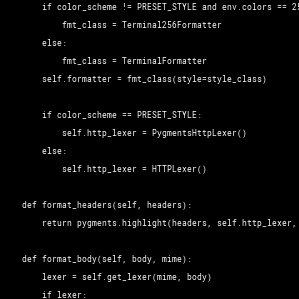 if color_scheme != PRESET_STYLE and env.colors == 25
fmt_class = Terminal256Formatter
else:
fmt_class = TerminalFormatter
self.formatter = fmt_class(style=style_class)
if color_scheme == PRESET_STYLE:
self.http_lexer = PygmentsHttpLexer()
else:
self.http_lexer = HTTPLexer()
def format_headers(self, headers):
return pygments.highlight(headers, self.http_lexer,
def format_body(self, body, mime):
lexer = self.get_lexer(mime, body)
if lexer: